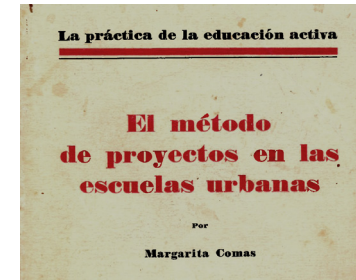 La práctica de la educación activa
El método
de proyectos en las
escuelas urbanas
Por
Margarita Comas